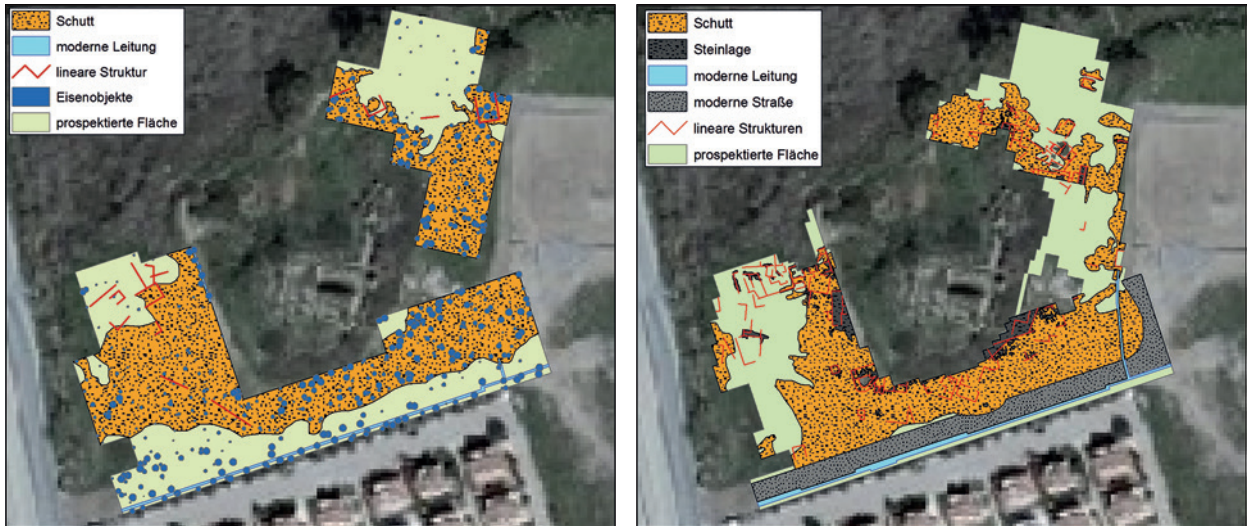 Schutt
moderne Leitung
lineare Struktur
Eisenobjekte
prospektierte Fläche
Schutt
Steinlage
moderne Leitung
moderne Straße
lineare Strukturen
prospektierte Fläche